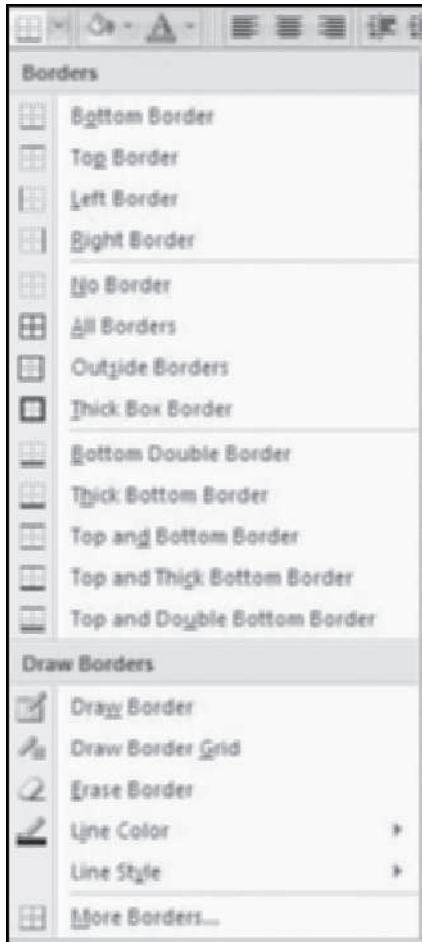 Borders
Bottom Border
Top Border
Left Border
Right Border
No Border
All Borders
Outside Borders
Thick Box Border
Bottom Double Border
Thick Bottom Border
Top and Bottom Border
Top and Thick Bottom Border
Top and Double Bottom Border
Draw Borders
Draw Border
Draw Border Grid
Erase Border
Line Color
Line Style
More Borders...